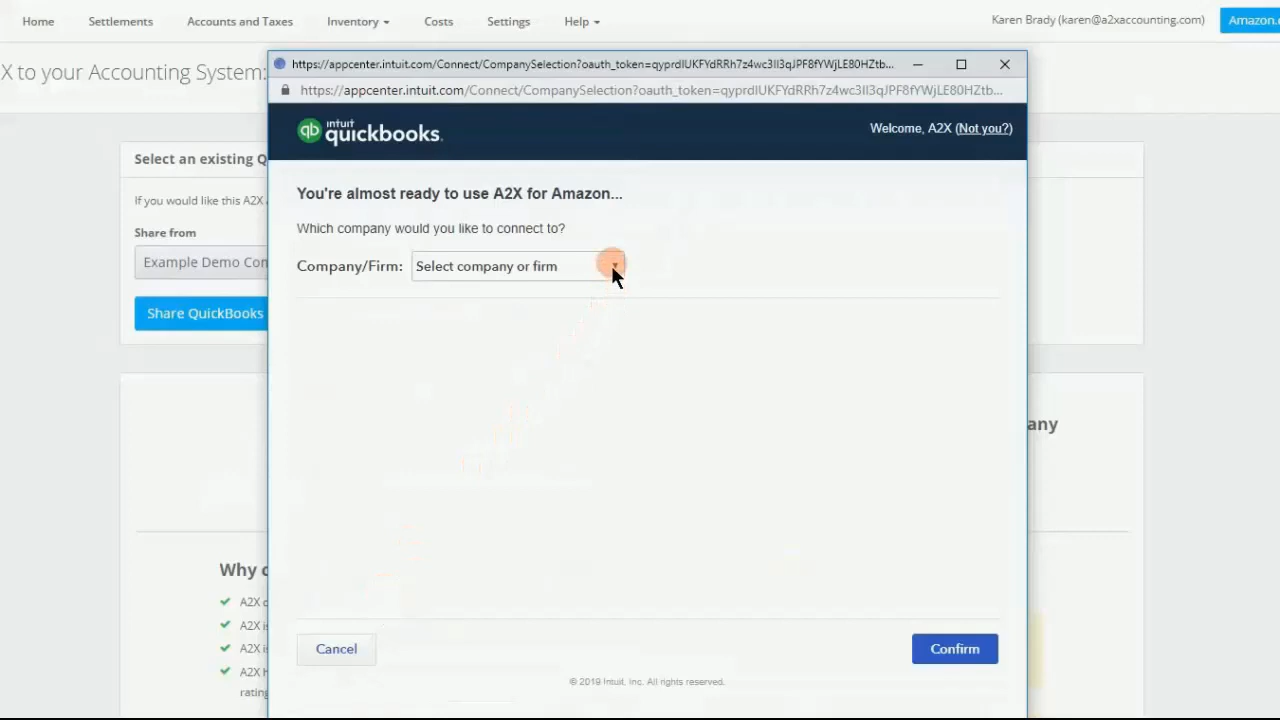 Home Settlements Accounts and Taxes Inventory Costs Settings Help Karen Brady (karen@a2xaccounting.com) Amazon.
X to your Accounting System:
https://appcenter.intuit.com/Connect/CompanySelection?oauth_token=
https://appcenter.intuit.com/Connect/CompanySelection?oauth_token=
intuit
qb quickbooks.
Welcome, A2X (Not you?)
Select an existing Q
You're almost ready to use A2X for Amazon...
If you would like this A2X
Which company would you like to connect to?
Share from
Example Demo Com
Company/Firm: Select company or firm
Share QuickBooks
any
Why c
A2X c
A2X is
A2X is
A2X h
rating
Cancel Confirm
© 2019 Intuit, Inc. All rights reserved.